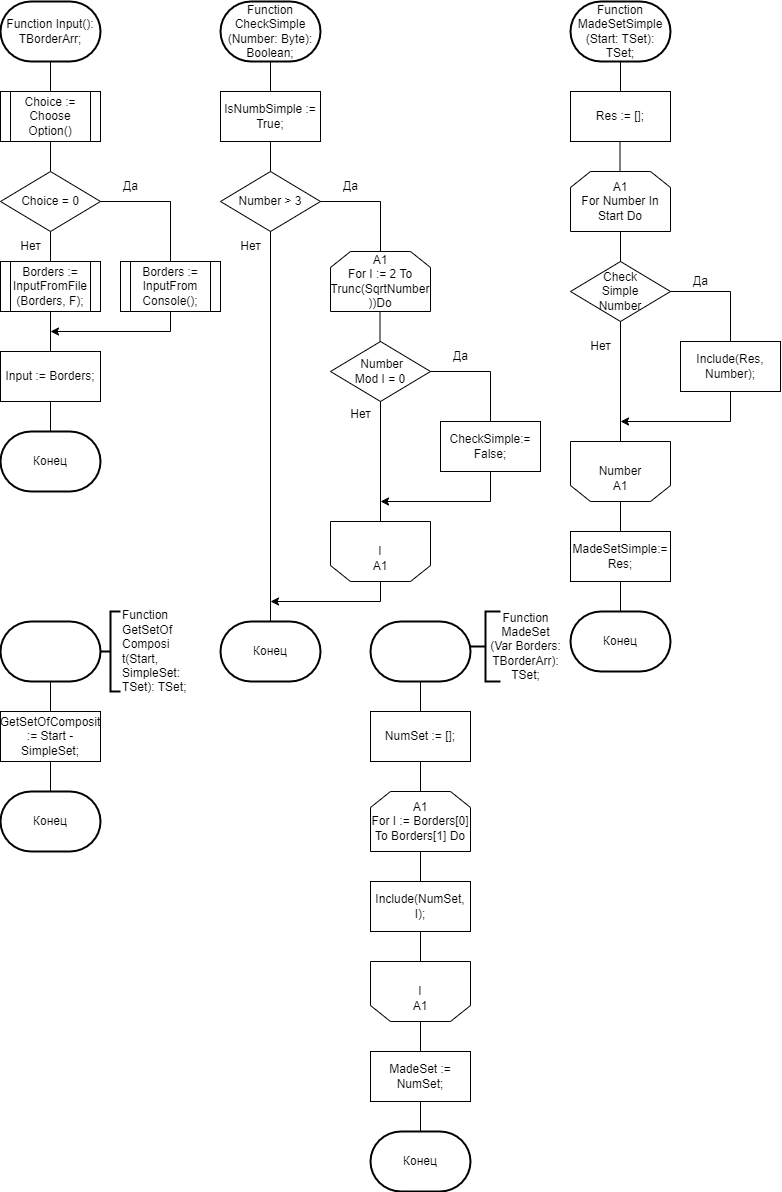 Function Input():
TBorderArr;
Choice :=
Choose
Option()
Choice = 0
Да
Нет
Borders :=
InputFromFile
(Borders, F);
Borders :=
InputFrom
Console();
Input := Borders;
Конец
Function
CheckSimple
(Number: Byte):
Boolean;
IsNumbSimple :=
True;
Number > 3
Да
Нет
A1
For I := 2 To
Trunc(SqrtNumber
))Do
Number
Mod I = 0
Да
Нет
CheckSimple:=
False;
I
A1
Конец
Function
MadeSetSimple
(Start: TSet):
TSet;
Res := [];
A1
For Number In
Start Do
Check
Simple
Number
Да
Нет
Include(Res,
Number);
Number
A1
MadeSetSimple:=
Res;
Конец
Function
GetSetOf
Composi
t(Start,
SimpleSet:
TSet): TSet;
GetSetOfComposit
:= Start -
SimpleSet;
Конец
Function
MadeSet
(Var Borders:
TBorderArr):
TSet;
NumSet := [];
A1
For I := Borders[0]
To Borders[1] Do
Include(NumSet,
I);
I
A1
MadeSet :=
NumSet;
Конец